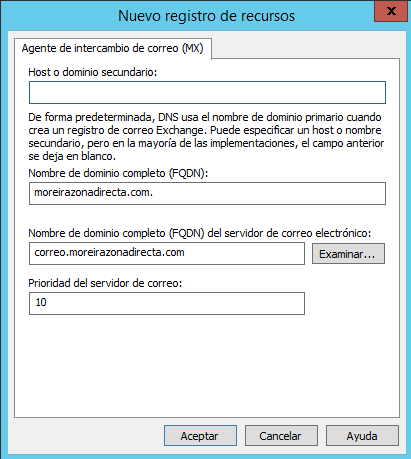 Nuevo registro de recursos
x
Agente de intercambio de correo (MX)
Host o dominio secundario:
De forma predeterminada, DNS usa el nombre de dominio primario cuando
crea un registro de correo Exchange. Puede especificar un host o nombre
secundario, pero en la mayoría de las implementaciones, el campo anterior
se deja en blanco.
Nombre de dominio completo (FQDN):
moreirazonadirecta.com.
Nombre de dominio completo (FQDN) del servidor de correo electrónico:
correo.moreirazonadirecta.com
Examinar...
Prioridad del servidor de correo:
10
Aceptar
Cancelar
Ayuda